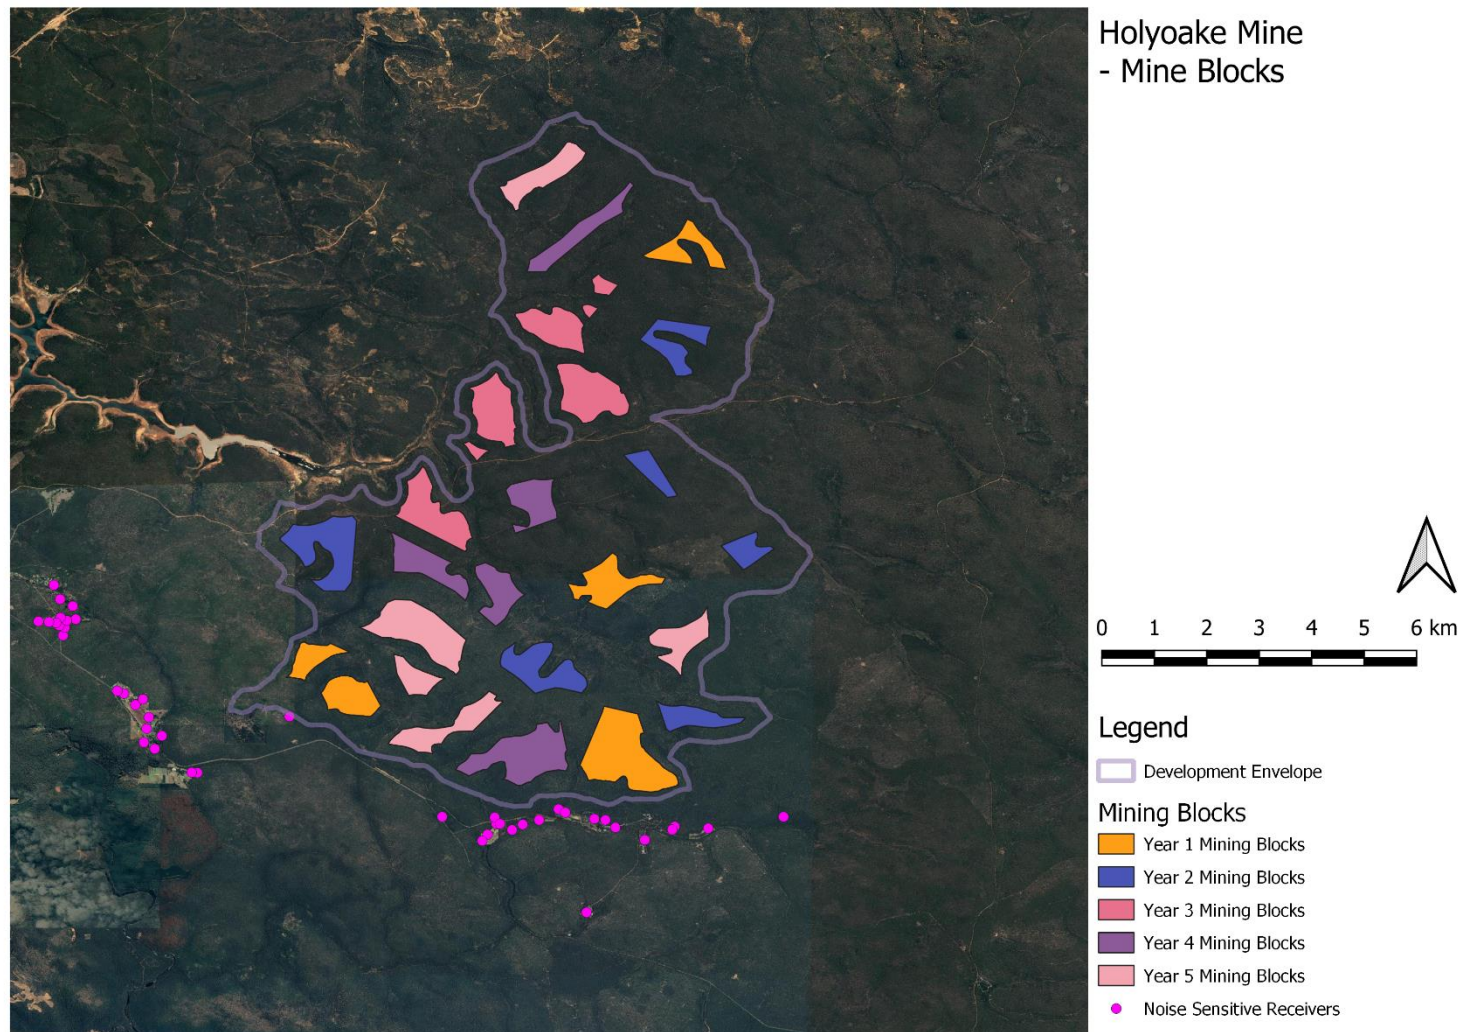 Holyoake Mine
- Mine Blocks
0 1 2 3 4 5 6 km
Legend
Development Envelope
Mining Blocks
Year 1 Mining Blocks
Year 2 Mining Blocks
Year 3 Mining Blocks
Year 4 Mining Blocks
Year 5 Mining Blocks
Noise Sensitive Receivers